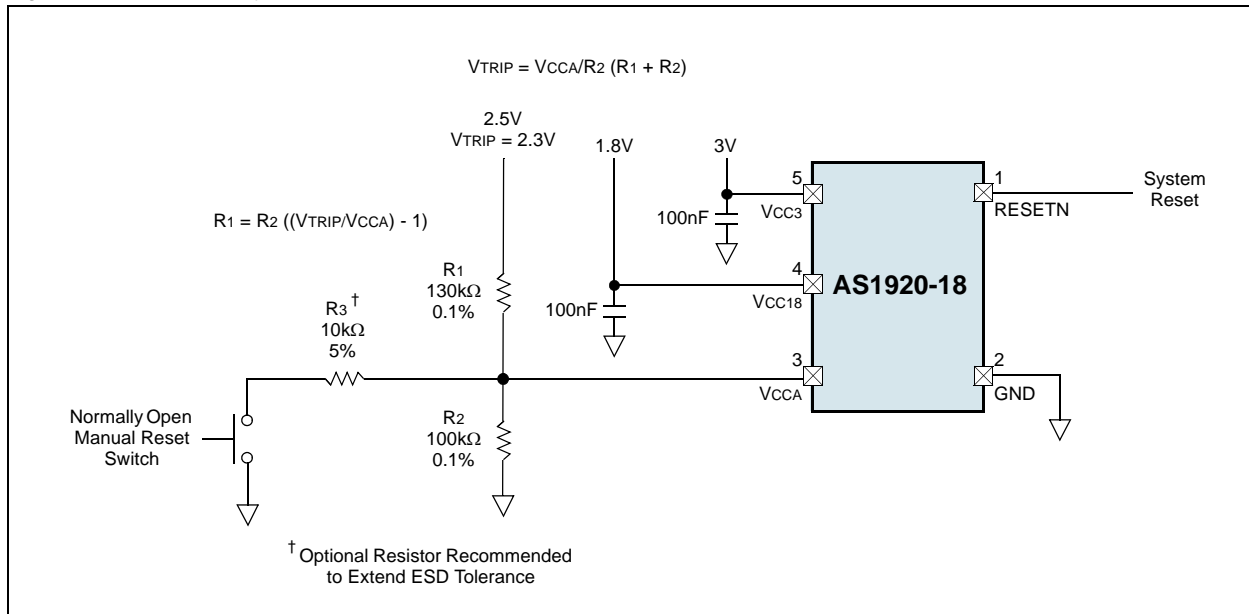 VTRIP = VCCA/R2 (R1 + R2)
2.5V
VTRIP = 2.3V
1.8V
3V
R1 = R2 ((VTRIP/VCCA) - 1)
R1
130kΩ
0.1%
R3 †
10kΩ
5%
R2
100kΩ
0.1%
Normally Open
Manual Reset
Switch
† Optional Resistor Recommended
to Extend ESD Tolerance
100nF
100nF
5
VCC3
4
VCC18
3
VCCA
AS1920-18
1
RESETN
2
GND
System
Reset